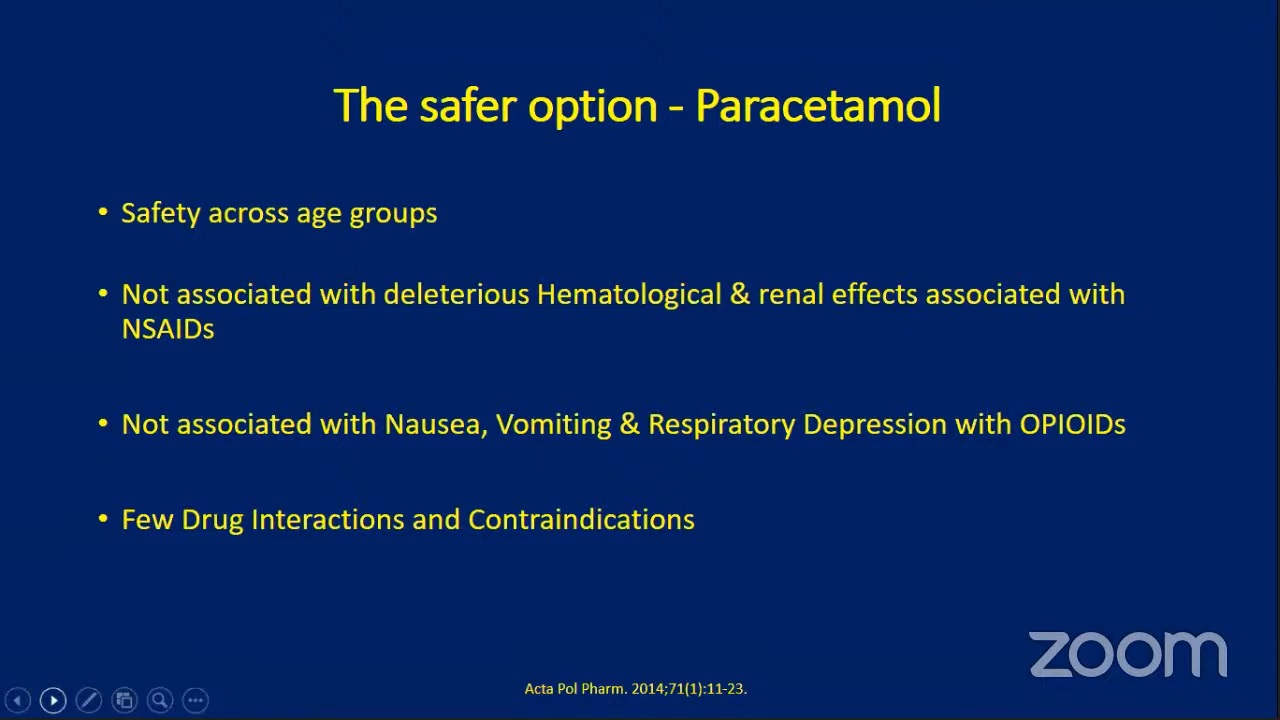 The safer option - Paracetamol
• Safety across age groups
• Not associated with deleterious Hematological & renal effects associated with
NSAIDs
• Not associated with Nausea, Vomiting & Respiratory Depression with OPIOIDs
• Few Drug Interactions and Contraindications
zoom
Acta Pol Pharm. 2014;71(1):11-23.